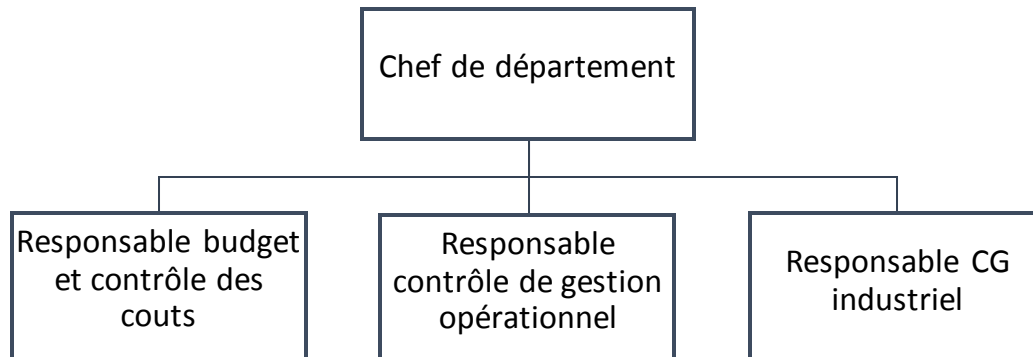 Chef de département
Responsable budget
et contrôle des
couts
Responsable
contrôle de gestion
opérationnel
Responsable CG
industriel